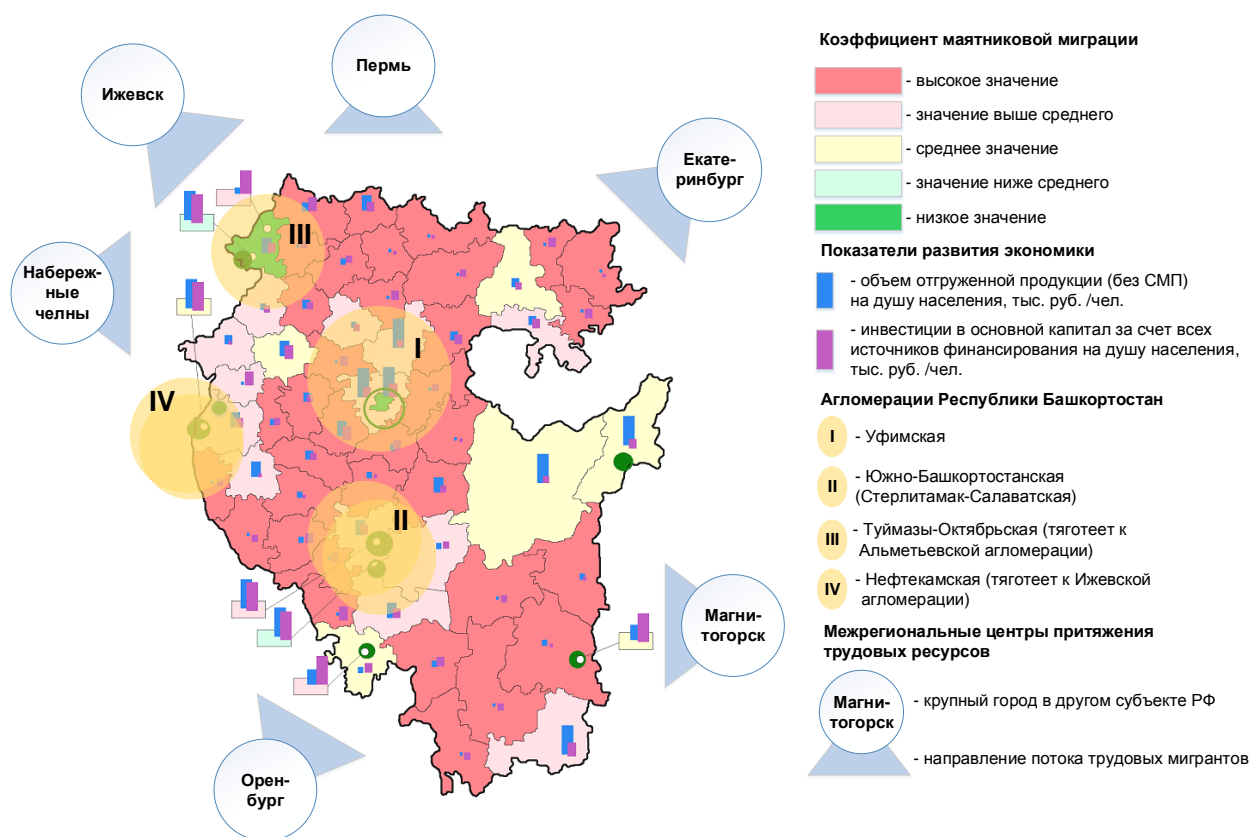 Пермь
Ижевск
Екате-
ринбург
Набереж-
ные
челны
III
I
IV
II
Магни-
тогорск
Орен-
бург
Коэффициент маятниковой миграции
- высокое значение
- значение выше среднего
- среднее значение
- значение ниже среднего
- низкое значение
Показатели развития экономики
- объем отгруженной продукции (без СМП)
на душу населения, тыс. руб. /чел.
- инвестиции в основной капитал за счет всех
источников финансирования на душу населения,
тыс. руб. /чел.
Агломерации Республики Башкортостан
I - Уфимская
II - Южно-Башкортостанская
(Стерлитамак-Салаватская)
III - Туймазы-Октябрьская (тяготеет к
Альметьевской агломерации)
IV - Нефтекамская (тяготеет к Ижевской
агломерации)
Межрегиональные центры притяжения
трудовых ресурсов
Магни-
тогорск
- крупный город в другом субъекте РФ
- направление потока трудовых мигрантов